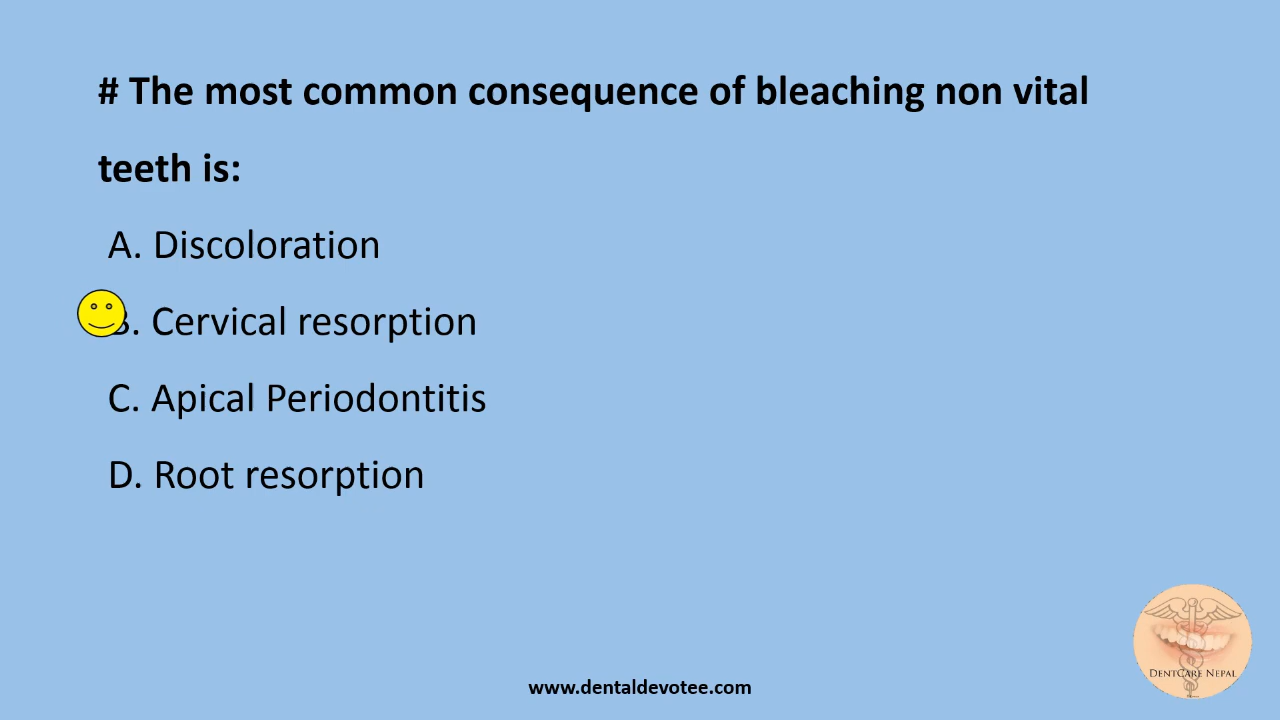 # The most common consequence of bleaching non vital
teeth is:
A. Discoloration
B. Cervical resorption
C. Apical Periodontitis
D. Root resorption
DENTCARE NEPAL
www.dentaldevotee.com